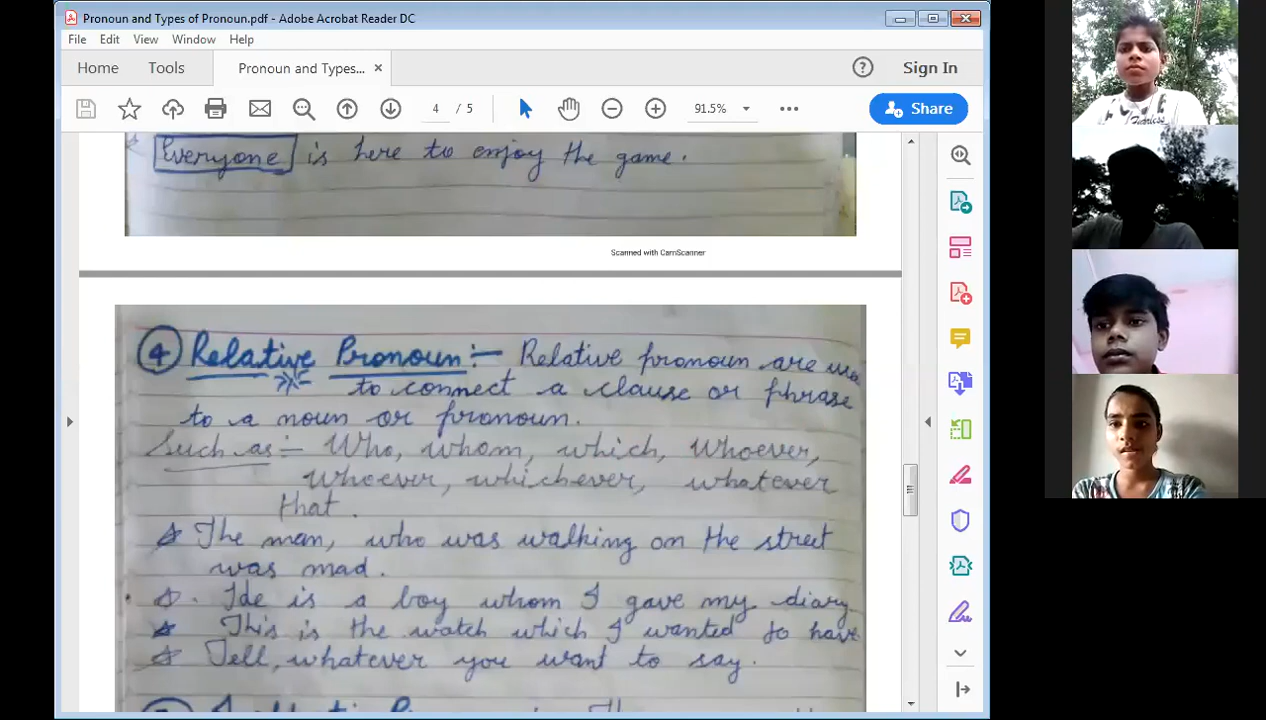 Pronoun and Types of Pronoun.pdf - Adobe Acrobat Reader DC
File Edit View Window Help
Home Tools Pronoun and Types... × Sign In
4 / 5 91.5% Share
Everyone is here to enjoy the game.
Scanned with CamScanner
④ Relative Pronoun :- Relative pronoun are
to connect a clause or phrase
to a noun or pronoun.
Such as :- Who, whom, which, Whoever,
whoever, whichever, whatever
that.
The man, who was walking on the street
was mad.
is a boy whom I gave my diary
This is the watch which I wanted to have
Tell, whatever you want to say.
Fearless